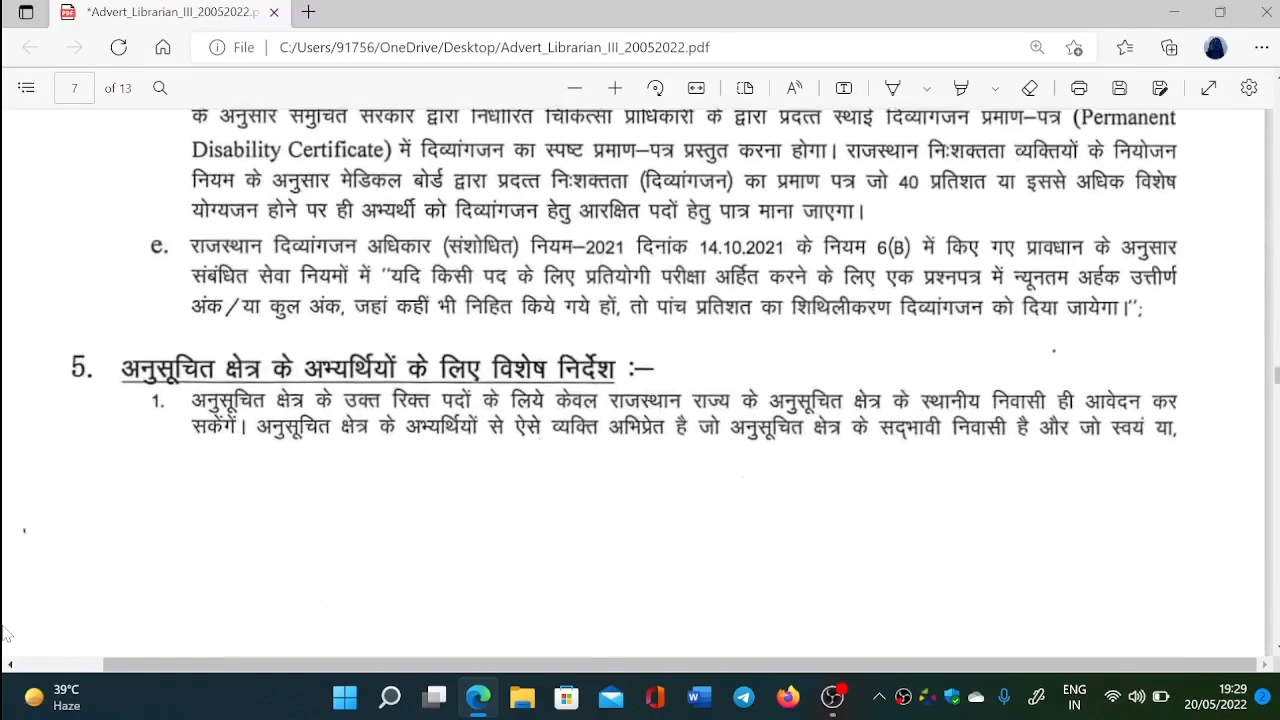 *Advert_Librarian_III_20052022.p
File C:/Users/91756/OneDrive/Desktop/Advert_Librarian_III_20052022.pdf
7 of 13
के अनुसार समुचित सरकार द्वारा निर्धारित चिकित्सा प्राधिकारी के द्वारा प्रदत्त स्थाई दिव्यांगजन प्रमाण–पत्र (Permanent
Disability Certificate) में दिव्यांगजन का स्पष्ट प्रमाण–पत्र प्रस्तुत करना होगा। राजस्थान निःशक्तता व्यक्तियों के नियोजन
नियम के अनुसार मेडिकल बोर्ड द्वारा प्रदत्त निःशक्तता (दिव्यांगजन) का प्रमाण पत्र जो 40 प्रतिशत या इससे अधिक विशेष
योग्यजन होने पर ही अभ्यर्थी को दिव्यांगजन हेतु आरक्षित पदों हेतु पात्र माना जाएगा।
e. राजस्थान दिव्यांगजन अधिकार (संशोधित) नियम–2021 दिनांक 14.10.2021 के नियम 6(B) में किए गए प्रावधान के अनुसार
संबंधित सेवा नियमों में ''यदि किसी पद के लिए प्रतियोगी परीक्षा अर्हित करने के लिए एक प्रश्नपत्र में न्यूनतम अर्हक उत्तीर्ण
अंक/या कुल अंक, जहां कहीं भी निहित किये गये हों, तो पांच प्रतिशत का शिथिलीकरण दिव्यांगजन को दिया जायेगा।'';
5. अनुसूचित क्षेत्र के अभ्यर्थियों के लिए विशेष निर्देश :–
1. अनुसूचित क्षेत्र के उक्त रिक्त पदों के लिये केवल राजस्थान राज्य के अनुसूचित क्षेत्र के स्थानीय निवासी ही आवेदन कर
सकेंगें। अनुसूचित क्षेत्र के अभ्यर्थियों से ऐसे व्यक्ति अभिप्रेत है जो अनुसूचित क्षेत्र के सद्भावी निवासी है और जो स्वयं या,
39°C
Haze
ENG
IN
19:29
20/05/2022
2